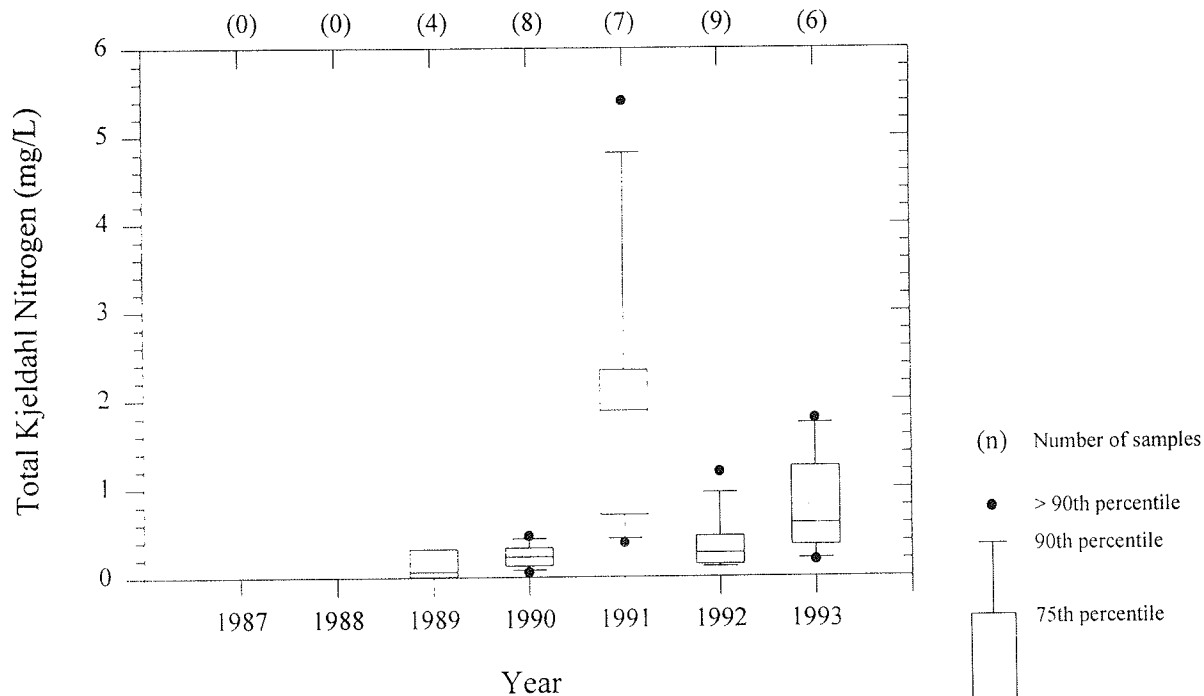 (0) (0) (4) (8) (7) (9) (6)
6
5
4
3
2
1
0
Total Kjeldahl Nitrogen (mg/L)
1987 1988 1989 1990 1991 1992 1993
Year
(n) Number of samples
> 90th percentile
90th percentile
75th percentile